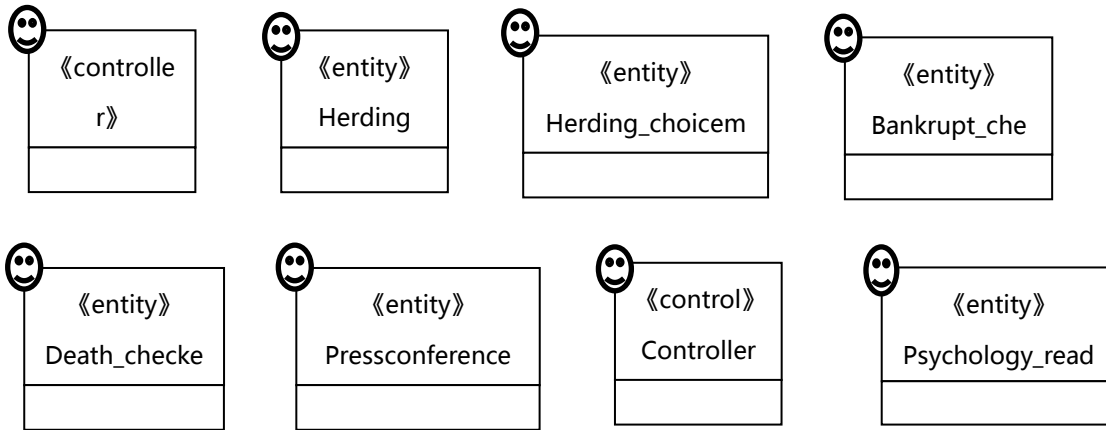 《controlle
r》
《entity》
Herding
《entity》
Herding_choicem
《entity》
Bankrupt_che
《entity》
Death_checke
《entity》
Pressconference
《control》
Controller
《entity》
Psychology_read